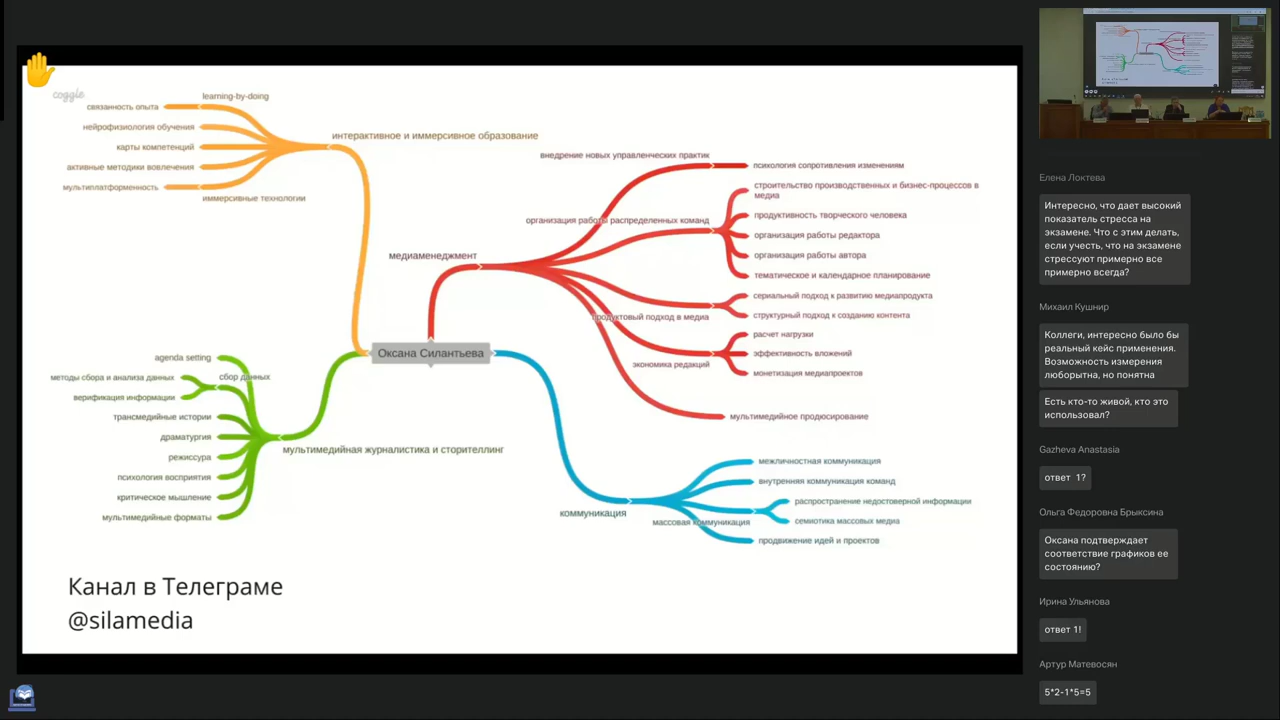 coggle
learning-by-doing
связанность опыта
нейрофизиология обучения
карты компетенций
активные методики вовлечения
мультиплатформенность
иммерсивные технологии
интерактивное и иммерсивное образование
медиаменеджмент
внедрение новых управленческих практик
психология сопротивления изменениям
организация работы распределенных команд
строительство производственных и бизнес-процессов в
медиа
продуктивность творческого человека
организация работы редактора
организация работы автора
тематическое и календарное планирование
продуктовый подход в медиа
сериальный подход к развитию медиапродукта
структурный подход к созданию контента
экономика редакций
расчет нагрузки
эффективность вложений
монетизация медиапроектов
мультимедийное продюсирование
Оксана Силантьева
agenda setting
сбор данных
методы сбора и анализа данных
верификация информации
трансмедийные истории
драматургия
режиссура
психология восприятия
критическое мышление
мультимедийные форматы
мультимедийная журналистика и сторителлинг
коммуникация
межличностная коммуникация
внутренняя коммуникация команд
массовая коммуникация
распространение недостоверной информации
семиотика массовых медиа
продвижение идей и проектов
Канал в Телеграме
@silamedia
Елена Локтева
Интересно, что дает высокий
показатель стресса на
экзамене. Что с этим делать,
если учесть, что на экзамене
стрессуют примерно все
примерно всегда?
Михаил Кушнир
Коллеги, интересно было бы
реальный кейс применения.
Возможность измерения
люборытна, но понятна
Есть кто-то живой, кто это
использовал?
Gazheva Anastasia
ответ 1?
Ольга Федоровна Брыксина
Оксана подтверждает
соответствие графиков ее
состоянию?
Ирина Ульянова
ответ 1!
Артур Матевосян
5*2-1*5=5